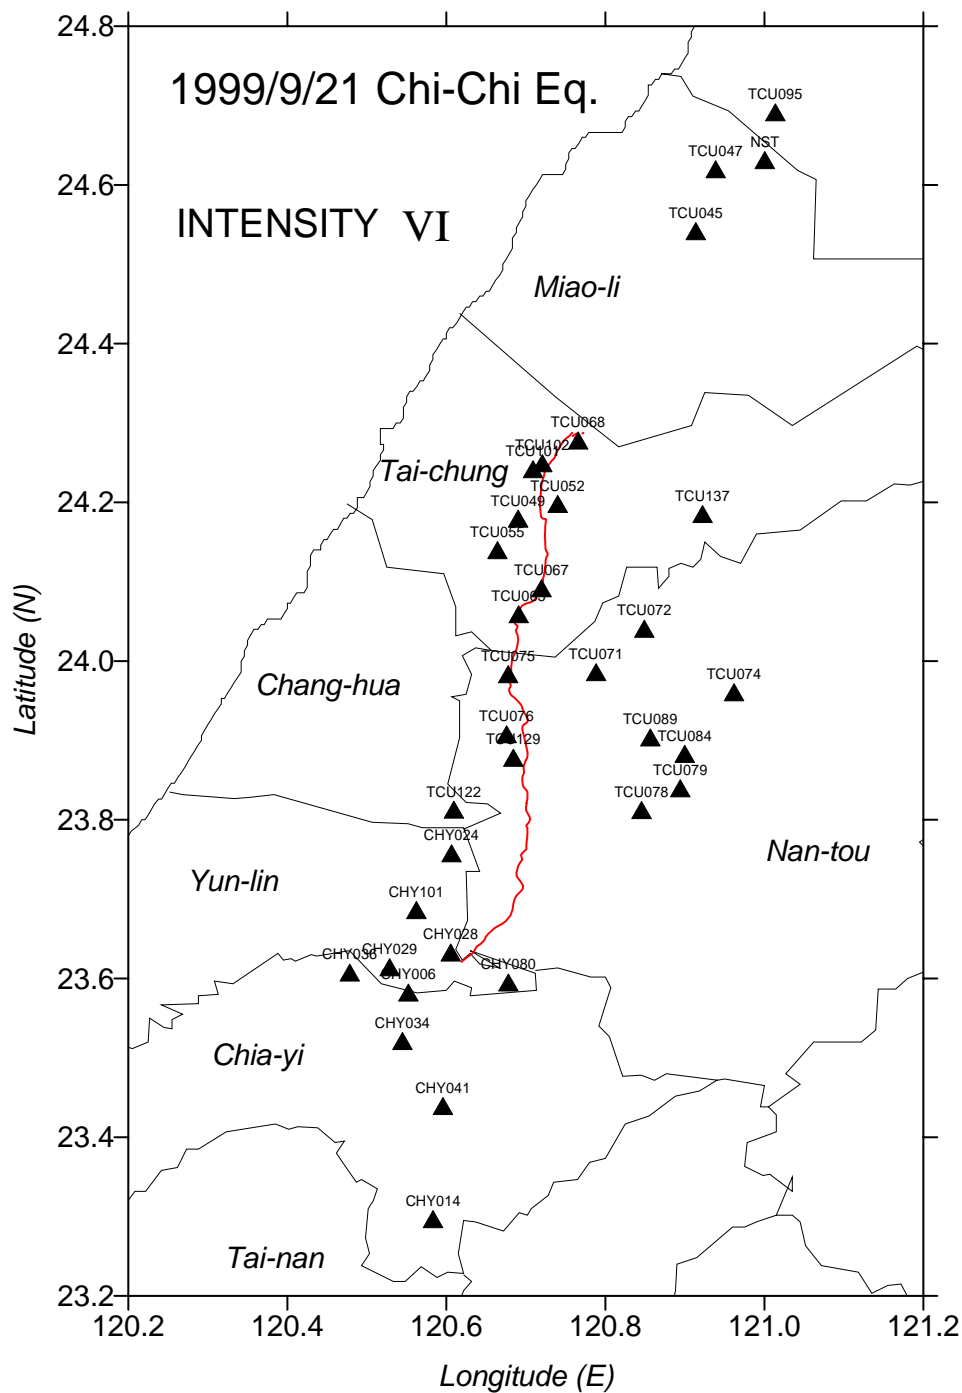 24.8
1999/9/21 Chi-Chi Eq.
TCU095
NST
TCU047
24.6
INTENSITY VI
TCU045
Miao-li
24.4
TCU068
TCU102
TCU101
Tai-chung
TCU052
TCU137
TCU049
24.2
TCU055
TCU067
TCU065
TCU072
Latitude (N)
24.0
TCU075
TCU071
TCU074
Chang-hua
TCU076
TCU089
TCU129
TCU084
TCU079
TCU122
TCU078
23.8
CHY024
Nan-tou
Yun-lin
CHY101
CHY028
CHY029
CHY036
CHY080
CHY006
23.6
CHY034
Chia-yi
CHY041
23.4
CHY014
Tai-nan
23.2
120.2 120.4 120.6 120.8 121.0 121.2
Longitude (E)